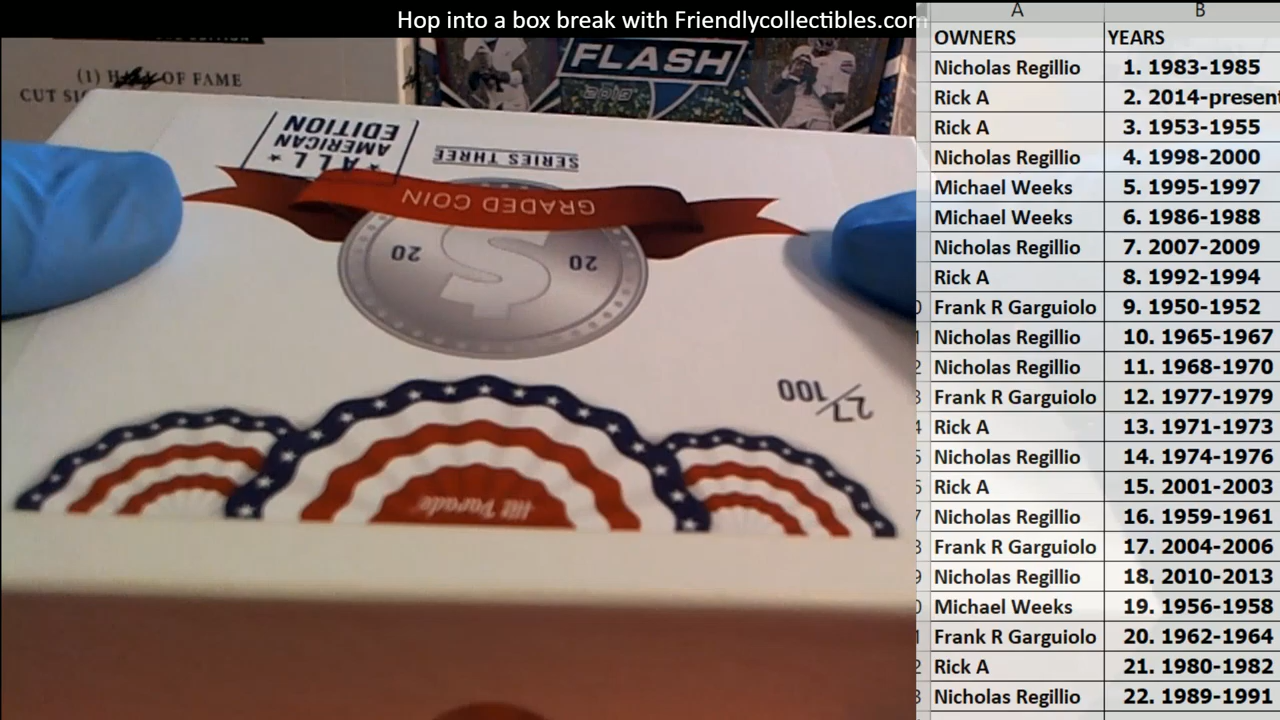 Hop into a box break with Friendlycollectibles.com
(1) H OF FAME
FLASH
ALL
AMERICAN
EDITION
SERIES THREE
GRADED COIN
20 20
27/100
Hit Parade
A B
OWNERS YEARS
Nicholas Regillio 1. 1983-1985
Rick A 2. 2014-present
Rick A 3. 1953-1955
Nicholas Regillio 4. 1998-2000
Michael Weeks 5. 1995-1997
Michael Weeks 6. 1986-1988
Nicholas Regillio 7. 2007-2009
Rick A 8. 1992-1994
Frank R Garguiolo 9. 1950-1952
Nicholas Regillio 10. 1965-1967
Nicholas Regillio 11. 1968-1970
Frank R Garguiolo 12. 1977-1979
Rick A 13. 1971-1973
Nicholas Regillio 14. 1974-1976
Rick A 15. 2001-2003
Nicholas Regillio 16. 1959-1961
Frank R Garguiolo 17. 2004-2006
Nicholas Regillio 18. 2010-2013
Michael Weeks 19. 1956-1958
Frank R Garguiolo 20. 1962-1964
Rick A 21. 1980-1982
Nicholas Regillio 22. 1989-1991